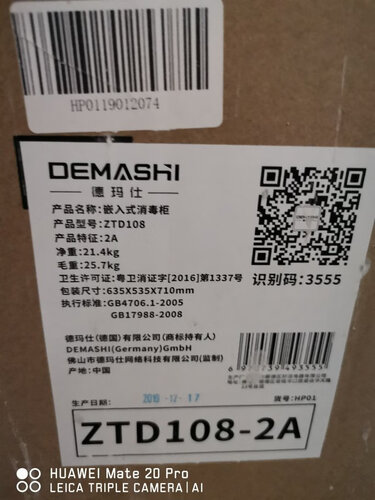 HP0119012074
DEMASHI
德玛仕
产品名称:嵌入式消毒柜
产品型号:ZTD108
产品特征:2A
净重:21.4kg
毛重:25.7kg
卫生许可证:粤卫消证字[2016]第1337号
包装尺寸:635X535X710mm
执行标准:GB4706.1-2005
GB17988-2008
识别码:3555
德玛仕(德国)有限公司(商标持有人)
DEMASHI(Germany)GmbH
佛山市德玛仕网络科技有限公司(监制)
产地:中国
6 970739 493555
生产日期:
2019-12-17
货号:HP01
ZTD108-2A
HUAWEI Mate 20 Pro
LEICA TRIPLE CAMERA | AI